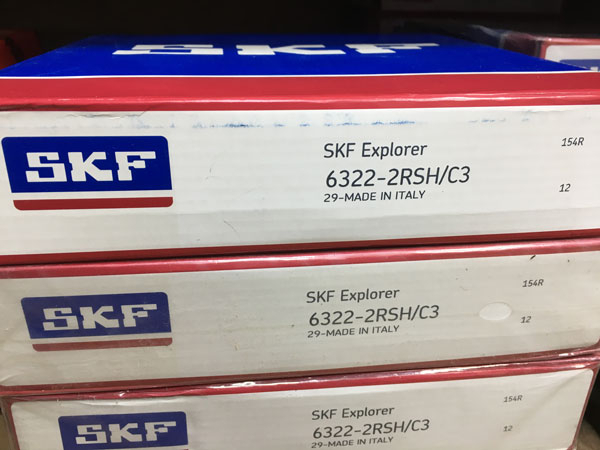 SKF
SKF
SKF Explorer
154R
6322-2RSH/C3
12
29-MADE IN ITALY
SKF
SKF Explorer
154R
6322-2RSH/C3
12
29-MADE IN ITALY
SKF
SKF Explorer
154R
6322-2RSH/C3
12
29-MADE IN ITALY